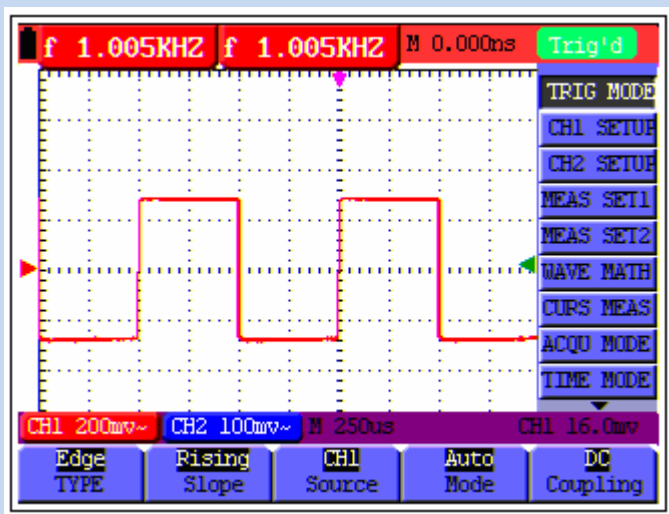 f 1.005KHZ f 1.005KHZ M 0.000ns Trig'd
TRIG MODE
CH1 SETUP
CH2 SETUP
MEAS SET1
MEAS SET2
WAVE MATH
CURS MEAS
ACQU MODE
TIME MODE
CH1 200mv~ CH2 100mv~ M 250us CH1 16.0mv
Edge Rising CH1 Auto DC
TYPE Slope Source Mode Coupling